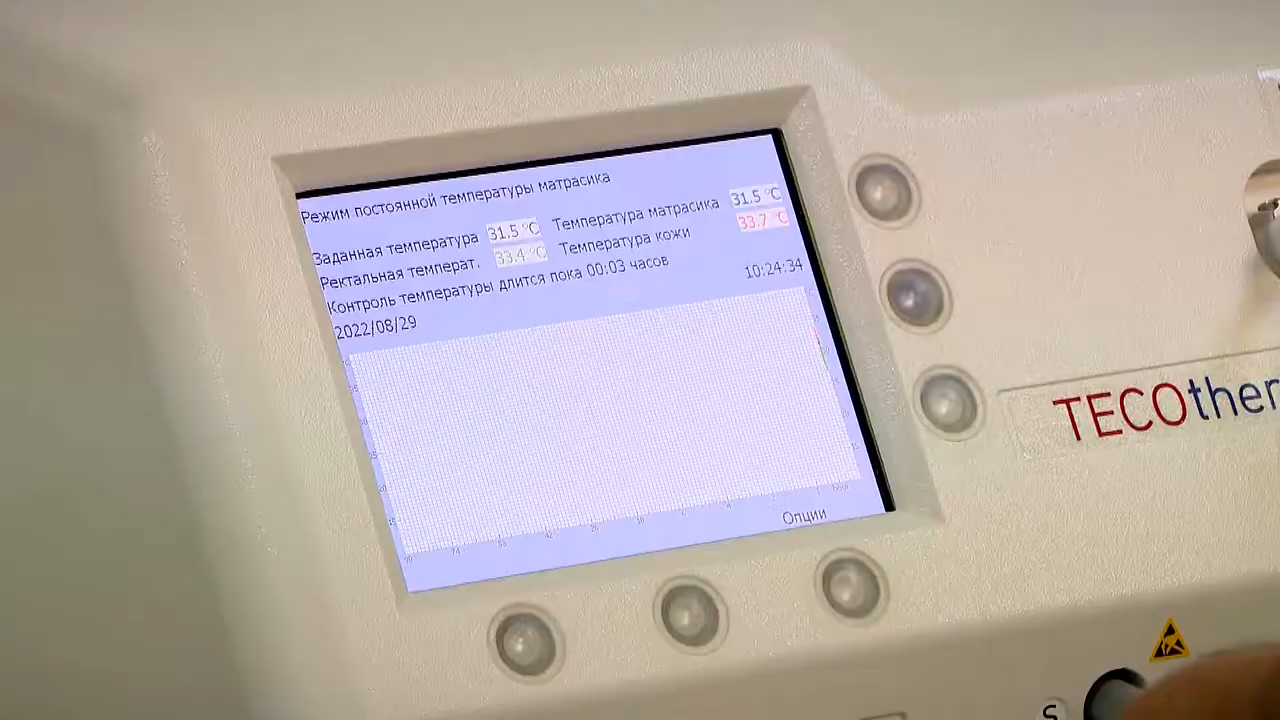 Режим постоянной температуры матрасика
Заданная температура 31.5 °C Температура матрасика 31.5 °C
Ректальная температ. 33.4 °C Температура кожи 33.7 °C
Контроль температуры длится пока 00:03 часов
2022/08/29 10:24:34
Опции
TECOther
S